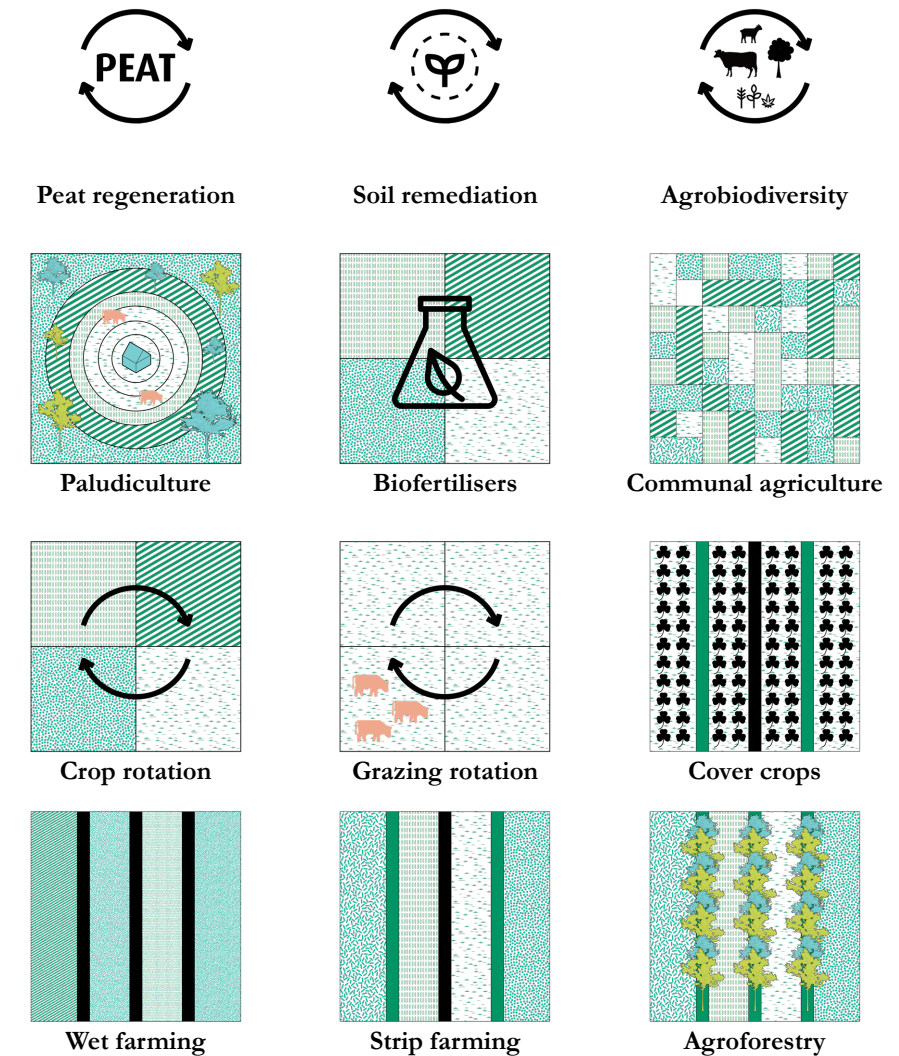 PEAT
Peat regeneration
Soil remediation
Agrobiodiversity
Paludiculture
Biofertilisers
Communal agriculture
Crop rotation
Grazing rotation
Cover crops
Wet farming
Strip farming
Agroforestry